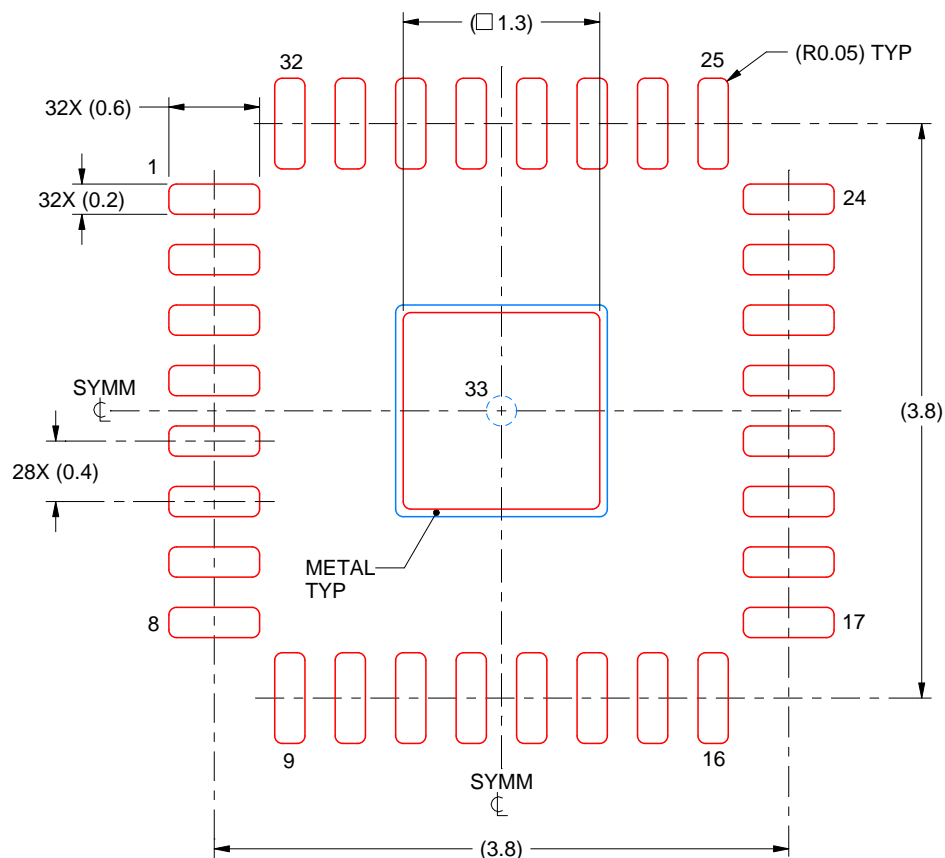 (□ 1.3)
32
25
(R0.05) TYP
32X (0.6)
1
32X (0.2)
24
SYMM
℄
33
(3.8)
28X (0.4)
METAL
TYP
8
17
9
16
SYMM
℄
(3.8)